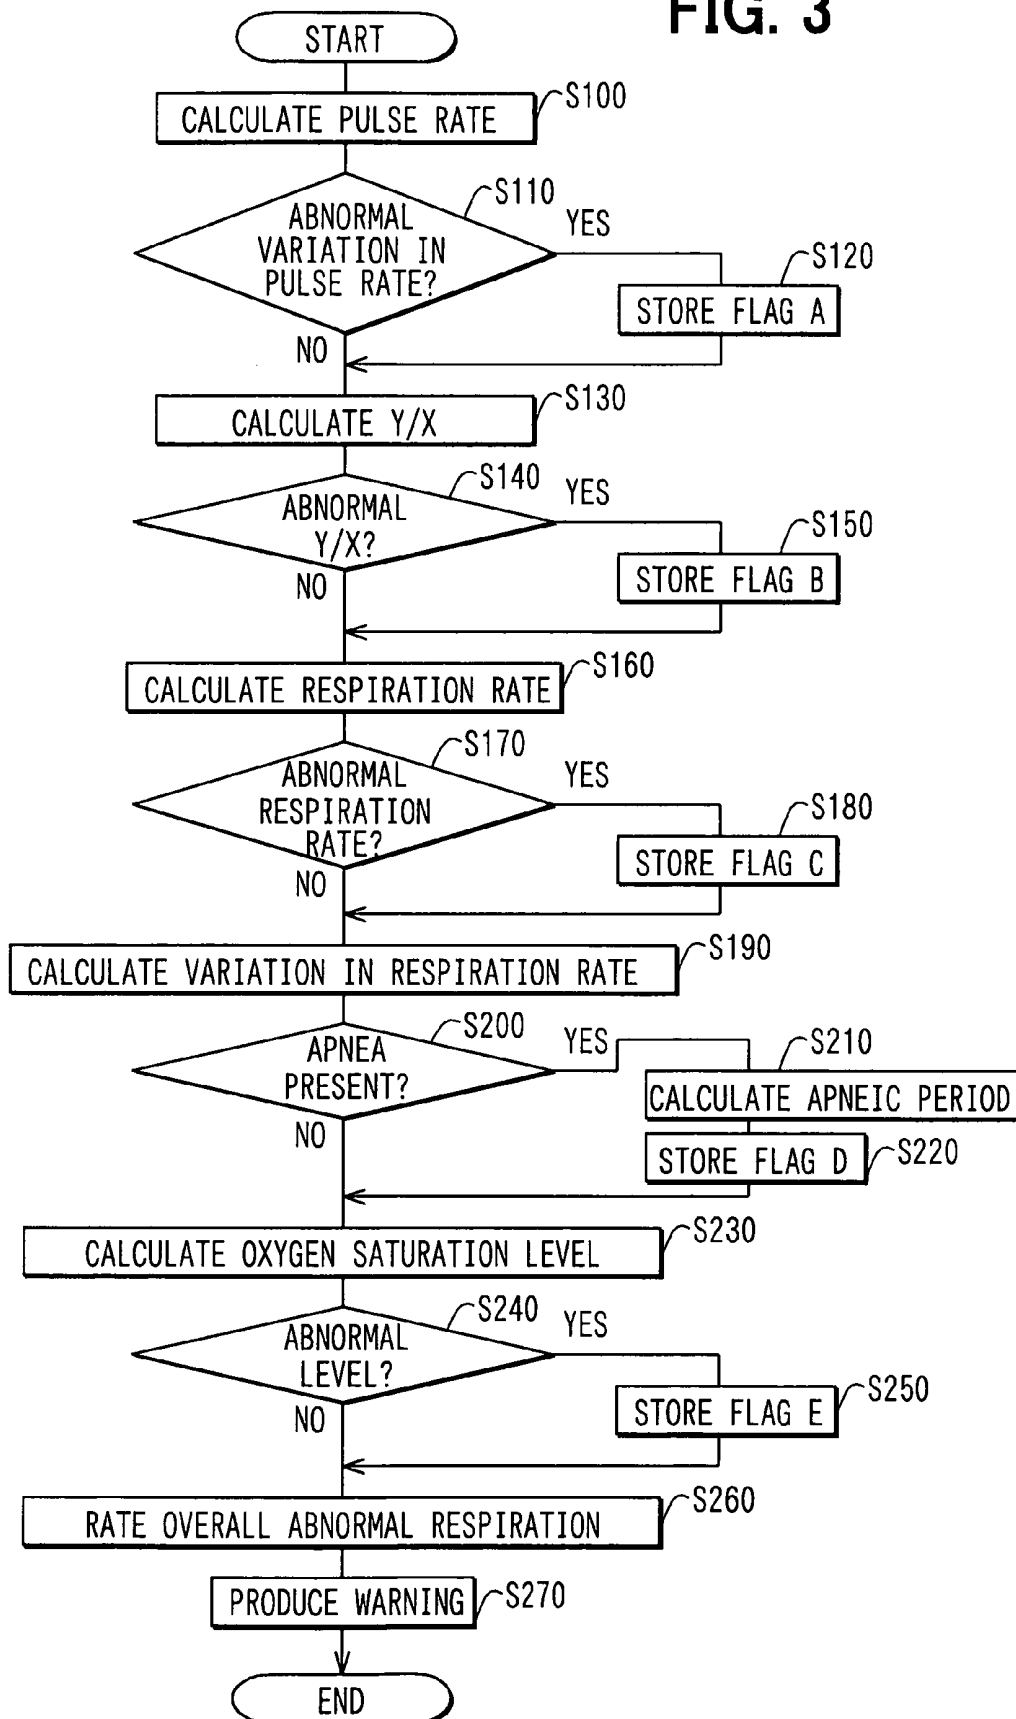 FIG. 3
START
CALCULATE PULSE RATE
S100
ABNORMAL
VARIATION IN
PULSE RATE?
S110
YES
STORE FLAG A
S120
NO
CALCULATE Y/X
S130
ABNORMAL
Y/X?
S140
YES
STORE FLAG B
S150
NO
CALCULATE RESPIRATION RATE
S160
ABNORMAL
RESPIRATION
RATE?
S170
YES
STORE FLAG C
S180
NO
CALCULATE VARIATION IN RESPIRATION RATE
S190
APNEA
PRESENT?
S200
YES
CALCULATE APNEIC PERIOD
S210
STORE FLAG D
S220
NO
CALCULATE OXYGEN SATURATION LEVEL
S230
ABNORMAL
LEVEL?
S240
YES
STORE FLAG E
S250
NO
RATE OVERALL ABNORMAL RESPIRATION
S260
PRODUCE WARNING
S270
END